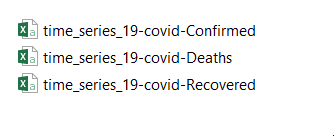 time_series_19-covid-Confirmed
time_series_19-covid-Deaths
time_series_19-covid-Recovered